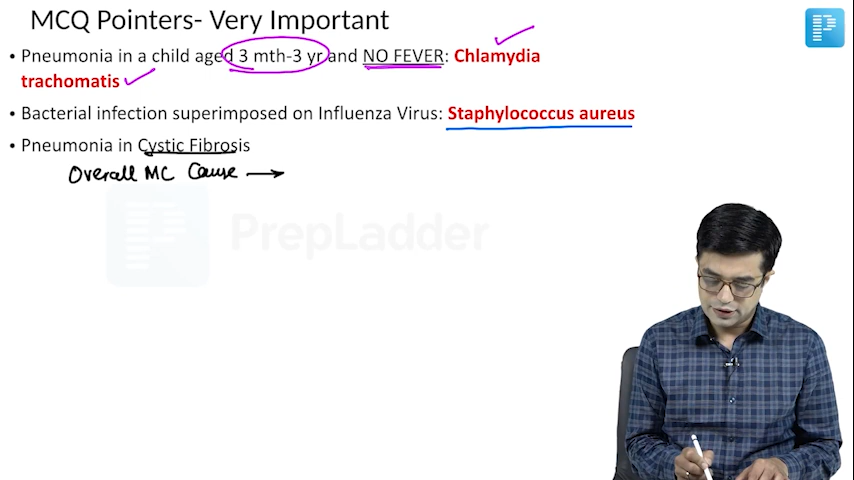 MCQ Pointers- Very Important
• Pneumonia in a child aged 3 mth-3 yr and NO FEVER: Chlamydia
trachomatis
• Bacterial infection superimposed on Influenza Virus: Staphylococcus aureus
• Pneumonia in Cystic Fibrosis
Overall MC Cause →
PrepLadder